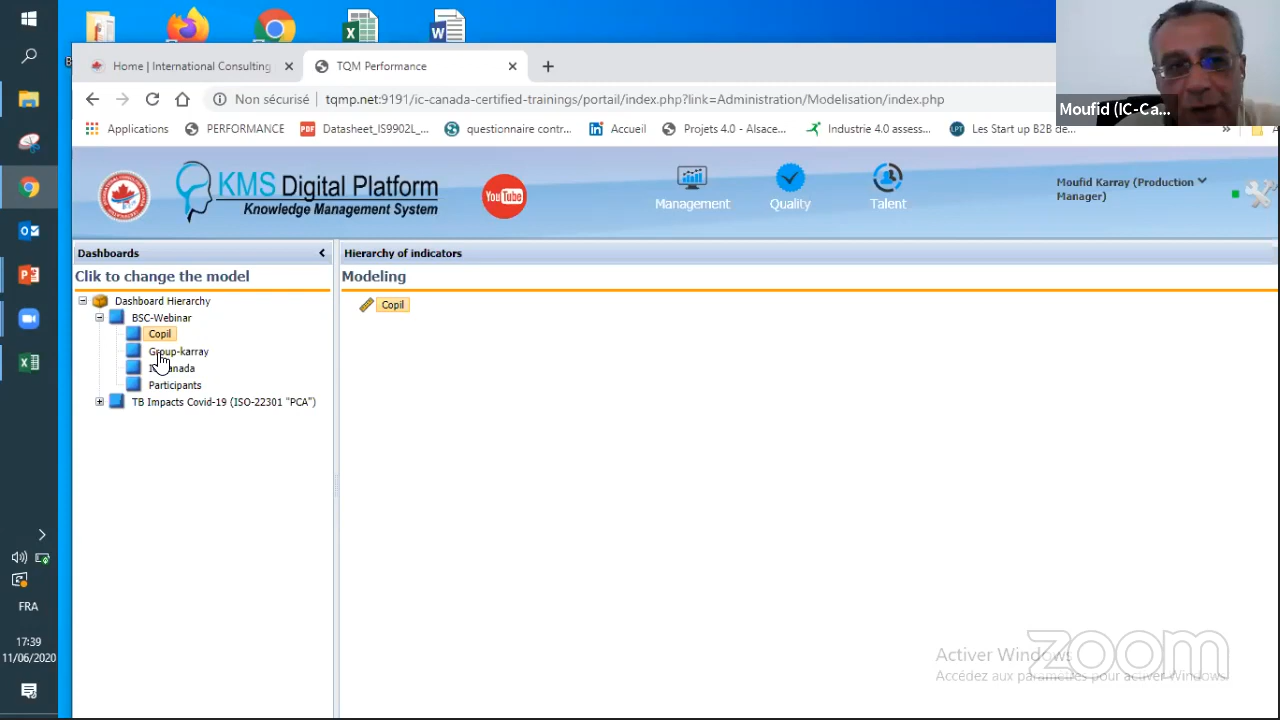 Home | International Consulting
TQM Performance
Non sécurisé
tqmp.net:9191/ic-canada-certified-trainings/portail/index.php?link=Administration/Modelisation/index.php
Moufid (IC-Ca...
Applications
PERFORMANCE
PDF
Datasheet_IS9902L_...
questionnaire contr...
Accueil
Projets 4.0 - Alsace...
Industrie 4.0 assess...
LPT
Les Start up B2B de...
»
KMS Digital Platform
Knowledge Management System
YouTube
Management
Quality
Talent
Moufid Karray (Production
Manager)
Dashboards
Hierarchy of indicators
Clik to change the model
Modeling
Dashboard Hierarchy
BSC-Webinar
Copil
Group-karray
Participants
TB Impacts Covid-19 (ISO-22301 "PCA")
Copil
FRA
17:39
11/06/2020
Activer Windows
Accédez aux paramètres pour activer Windows.
zoom